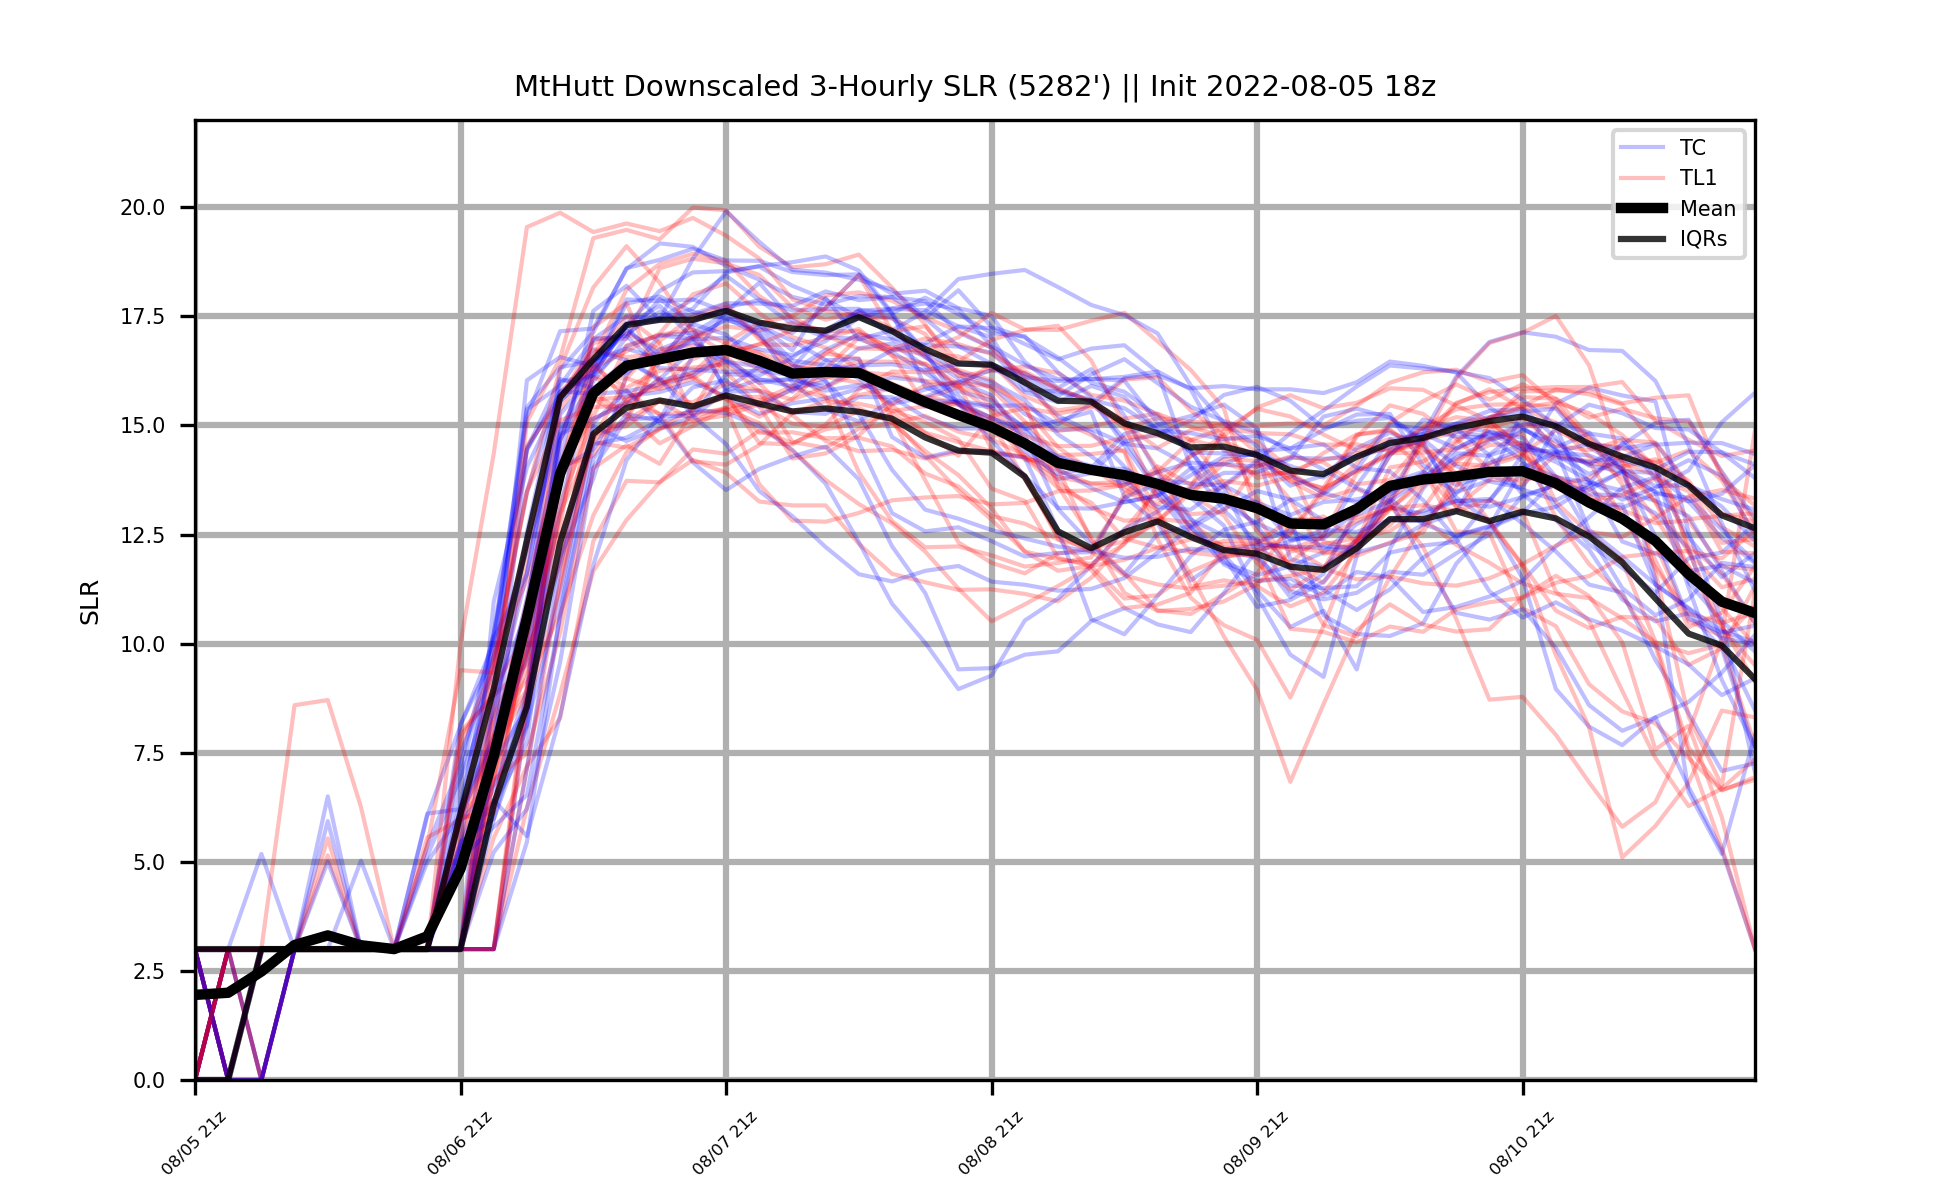 MtHutt Downscaled 3-Hourly SLR (5282') || Init 2022-08-05 18z
TC
TL1
Mean
IQRs
SLR
20.0
17.5
15.0
12.5
10.0
7.5
5.0
2.5
0.0
08/05 21z
08/06 21z
08/07 21z
08/08 21z
08/09 21z
08/10 21z